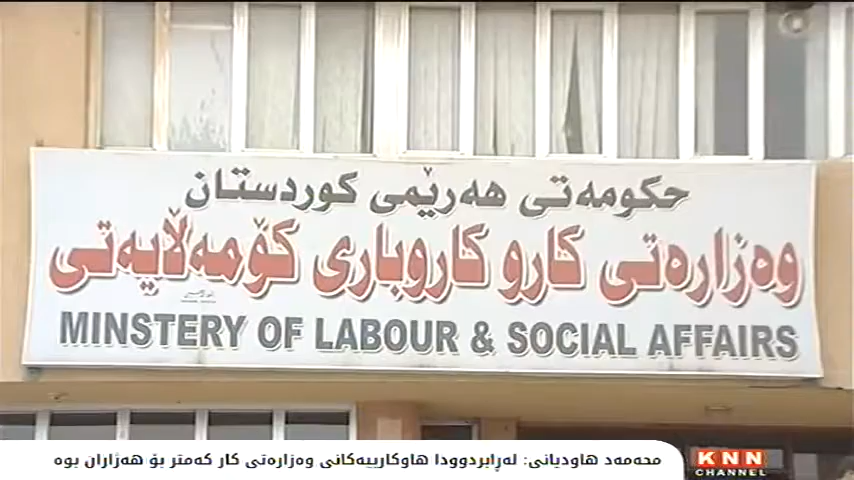 حکومەتی هەرێمی کوردستان
وەزارەتی کارو کاروباری کۆمەڵایەتی
MINSTERY OF LABOUR & SOCIAL AFFAIRS
محەمەد هاودیانی: لەڕابردوودا هاوکارییەکانی وەزارەتی کار کەمتر بۆ هەژاران بوە
KNN
CHANNEL